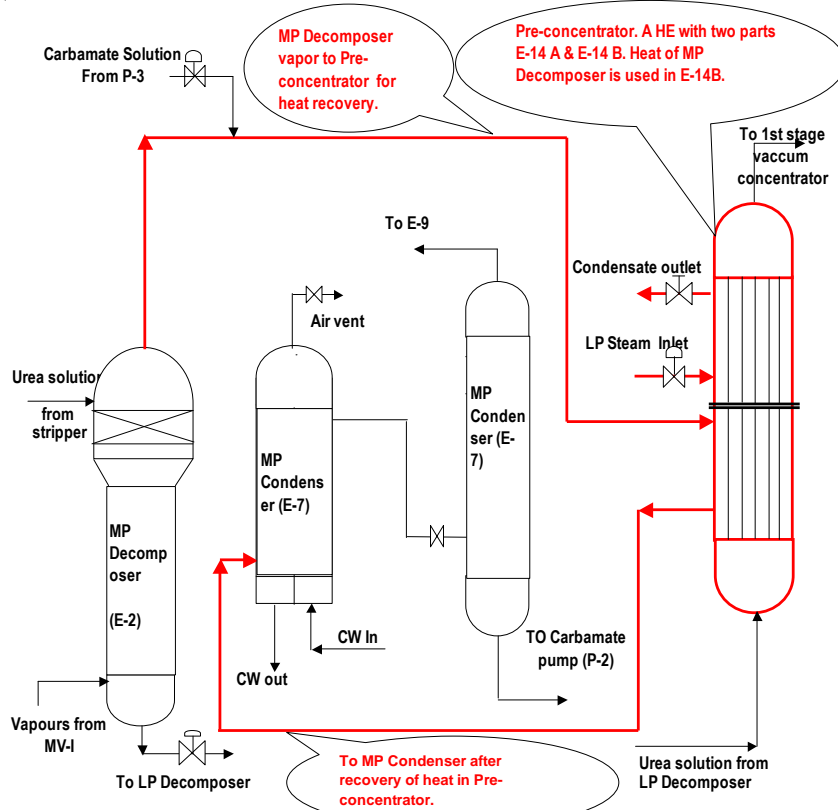 Carbamate Solution
From P-3
MP Decomposer
vapor to Pre-
concentrator for
heat recovery.
Pre-concentrator. A HE with two parts
E-14 A & E-14 B. Heat of MP
Decomposer is used in E-14B.
To 1st stage
vaccum
concentrator
To E-9
Condensate outlet
Air vent
LP Steam Inlet
Urea solution
from
stripper
MP
Decomp
oser
(E-2)
MP
Condens
er (E-7)
MP
Conden
ser (E-
7)
CW In
CW out
TO Carbamate
pump (P-2)
Vapours from
MV-I
To LP Decomposer
To MP Condenser after
recovery of heat in Pre-
concentrator.
Urea solution from
LP Decomposer